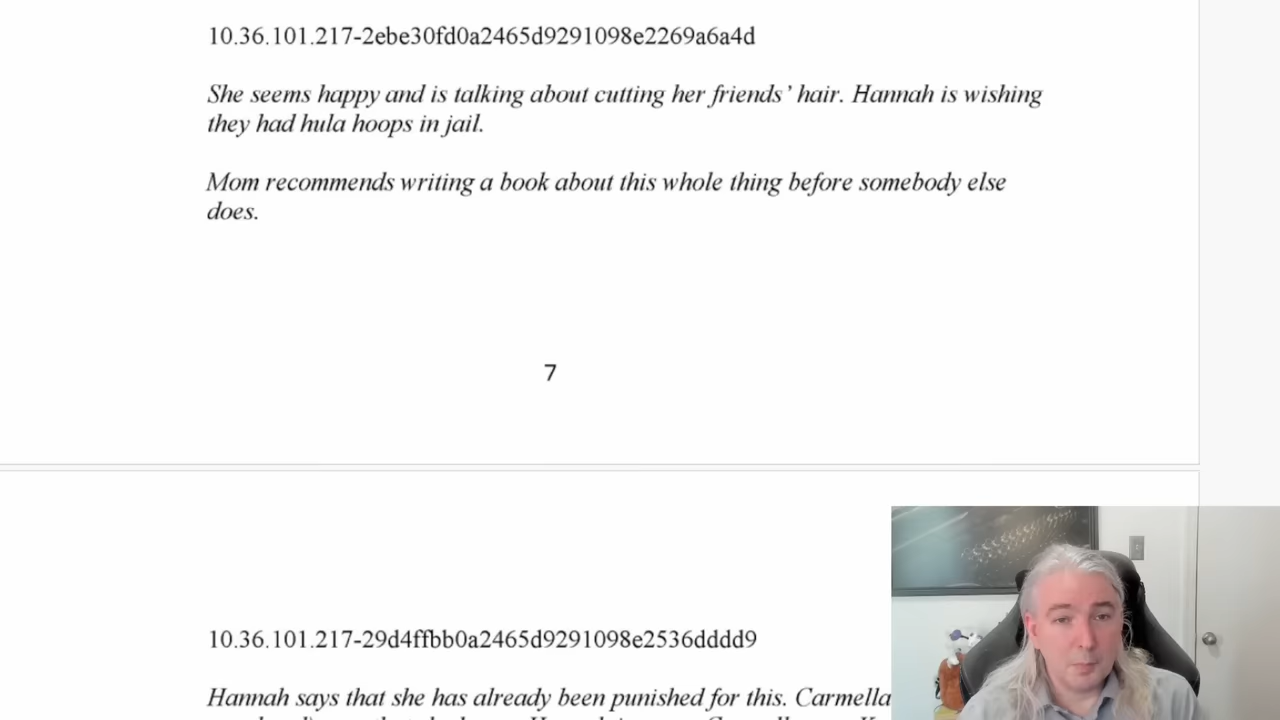 10.36.101.217-2ebe30fd0a2465d9291098e2269a6a4d
She seems happy and is talking about cutting her friends’ hair. Hannah is wishing
they had hula hoops in jail.
Mom recommends writing a book about this whole thing before somebody else
does.
7
10.36.101.217-29d4ffbb0a2465d9291098e2536dddd9
Hannah says that she has already been punished for this. Carmella